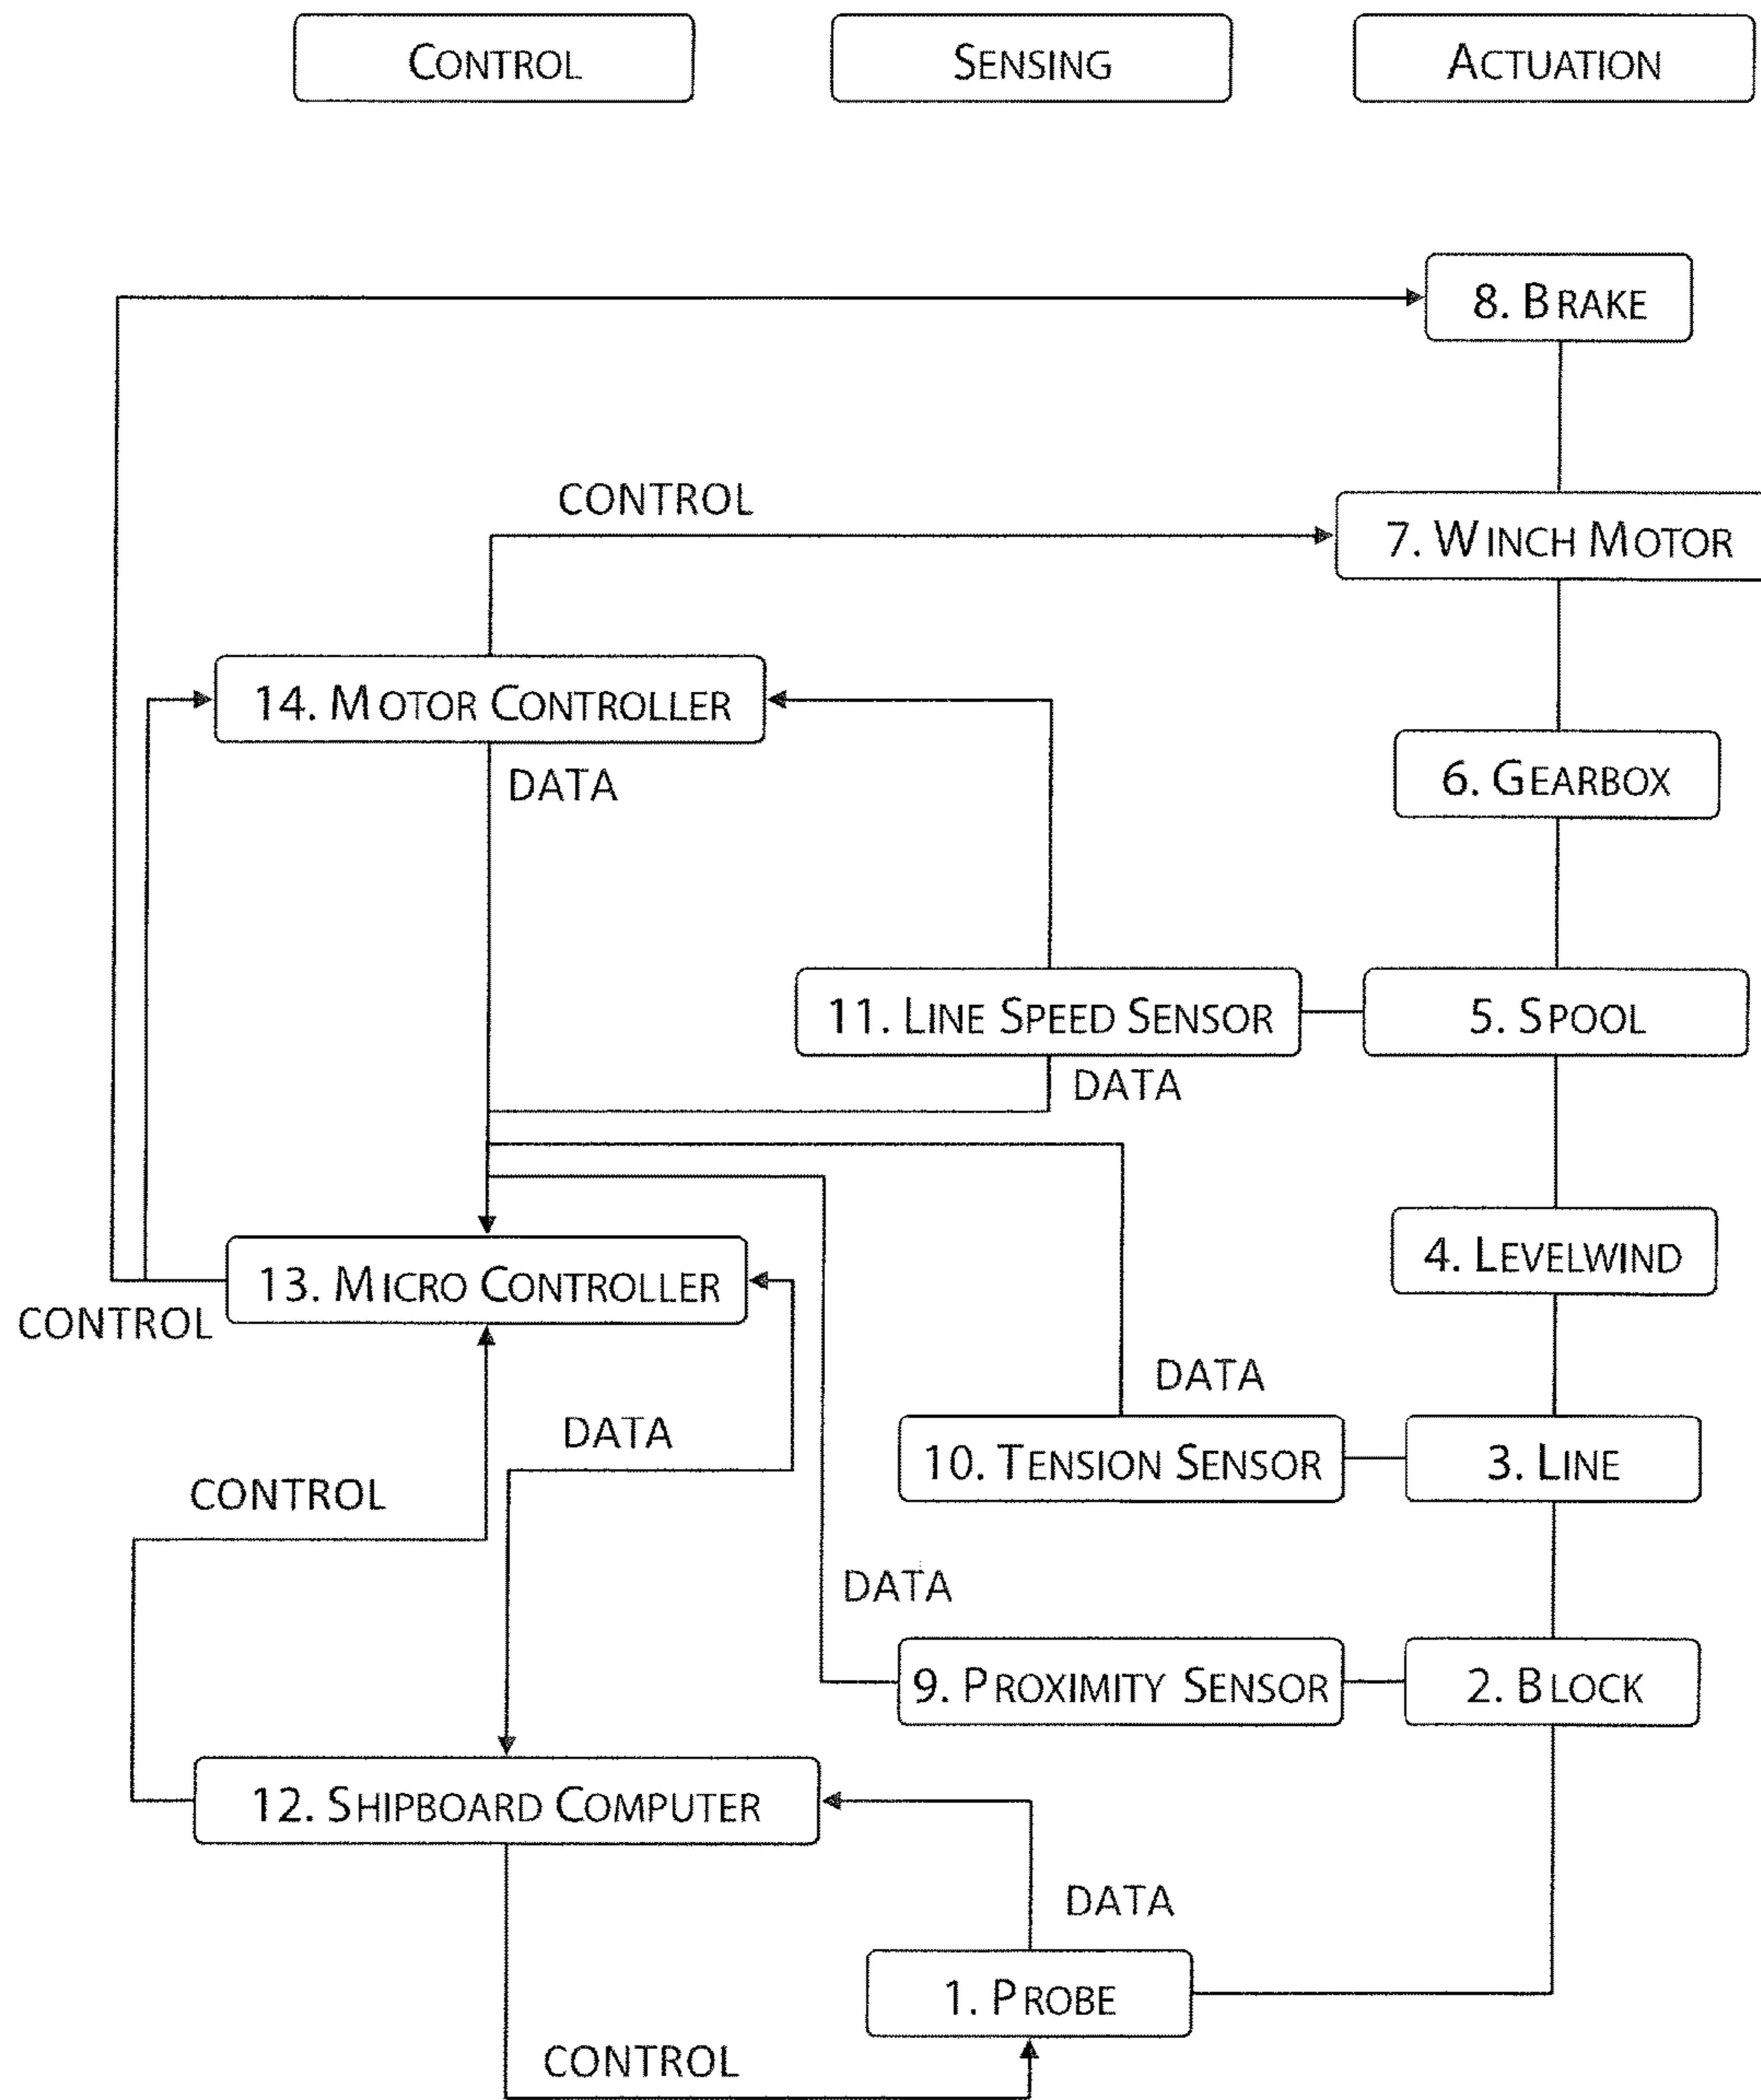 CONTROL
SENSING
ACTUATION
8. BRAKE
CONTROL
7. WINCH MOTOR
14. MOTOR CONTROLLER
DATA
6. GEARBOX
11. LINE SPEED SENSOR
5. SPOOL
DATA
4. LEVELWIND
13. MICRO CONTROLLER
CONTROL
DATA
DATA
10. TENSION SENSOR
3. LINE
CONTROL
DATA
9. PROXIMITY SENSOR
2. BLOCK
12. SHIPBOARD COMPUTER
DATA
1. PROBE
CONTROL